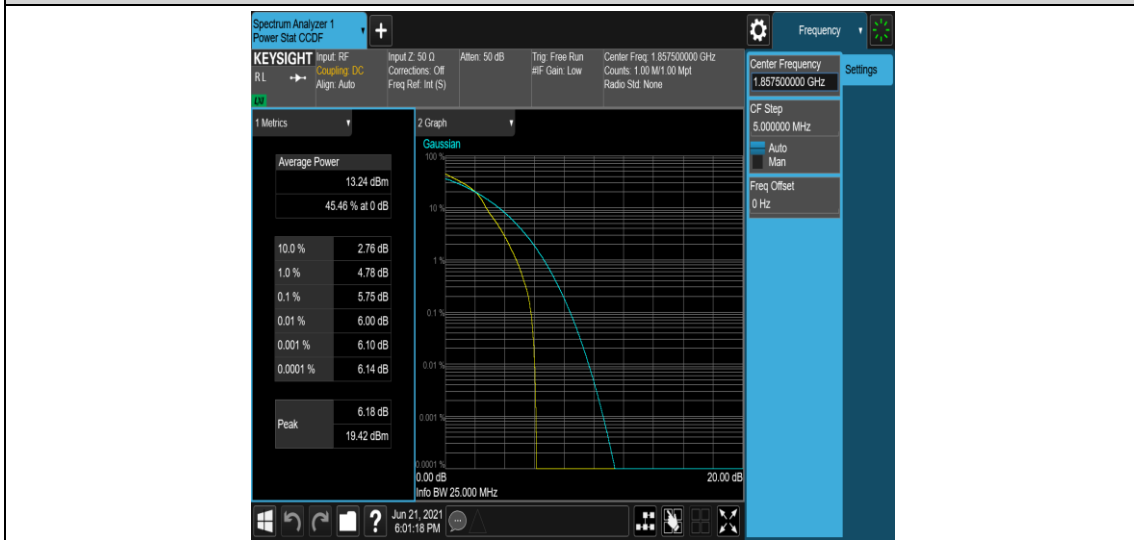 Spectrum Analyzer 1
Power Stat CCDF
+
Frequency
KEYSIGHT
RL
LXI
Input: RF
Coupling: DC
Align: Auto
Input Z: 50 Ω
Corrections: Off
Freq Ref: Int (S)
Atten: 50 dB
Trig: Free Run
#IF Gain: Low
Center Freq: 1.857500000 GHz
Counts: 1.00 M/1.00 Mpt
Radio Std: None
Center Frequency
1.857500000 GHz
Settings
CF Step
5.000000 MHz
Auto
Man
Freq Offset
0 Hz
1 Metrics
Average Power
13.24 dBm
45.46 % at 0 dB
10.0 % 2.76 dB
1.0 % 4.78 dB
0.1 % 5.75 dB
0.01 % 6.00 dB
0.001 % 6.10 dB
0.0001 % 6.14 dB
Peak
6.18 dB
19.42 dBm
2 Graph
Gaussian
100 %
10 %
1 %
0.1 %
0.01 %
0.001 %
0.0001 %
0.00 dB 20.00 dB
Info BW 25.000 MHz
?
Jun 21, 2021
6:01:18 PM